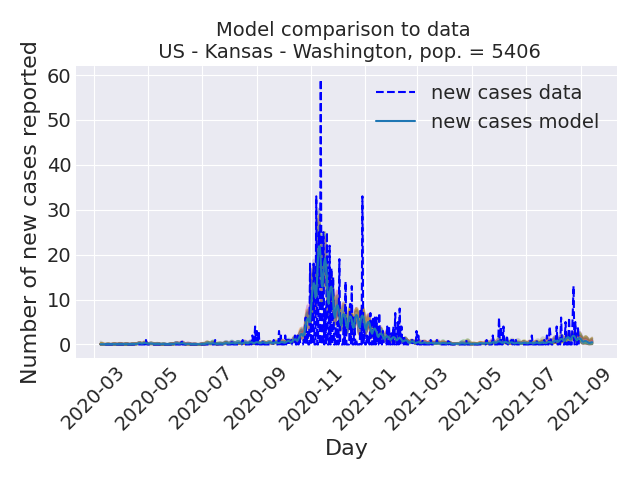 Model comparison to data
US - Kansas - Washington, pop. = 5406
Number of new cases reported
60
50
40
30
20
10
0
new cases data
new cases model
2020-03
2020-05
2020-07
2020-09
2020-11
2021-01
2021-03
2021-05
2021-07
2021-09
Day